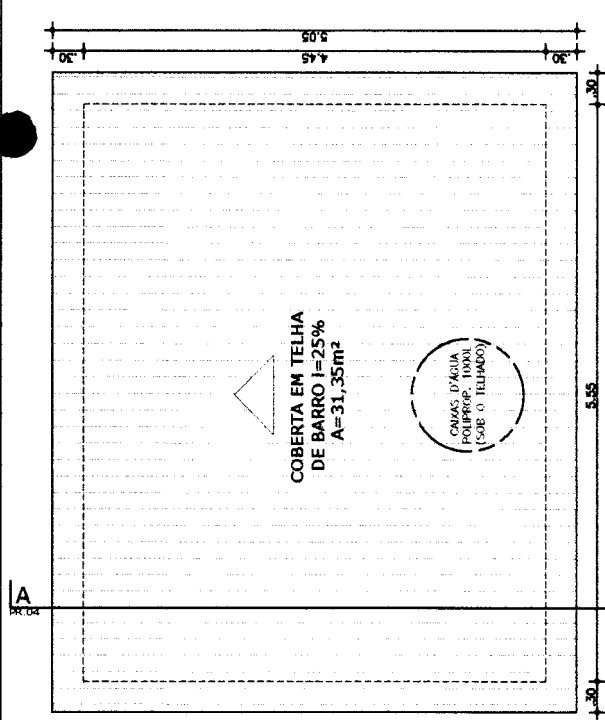 5.05
.30
4.45
.30
.30
COBERTA EM TELHA
DE BARRO I=25%
A=31,35m²
CAIXAS D'ÁGUA
POLIPROP. 1000L
(SOB O TELHADO)
5.55
A
PR.04
.30